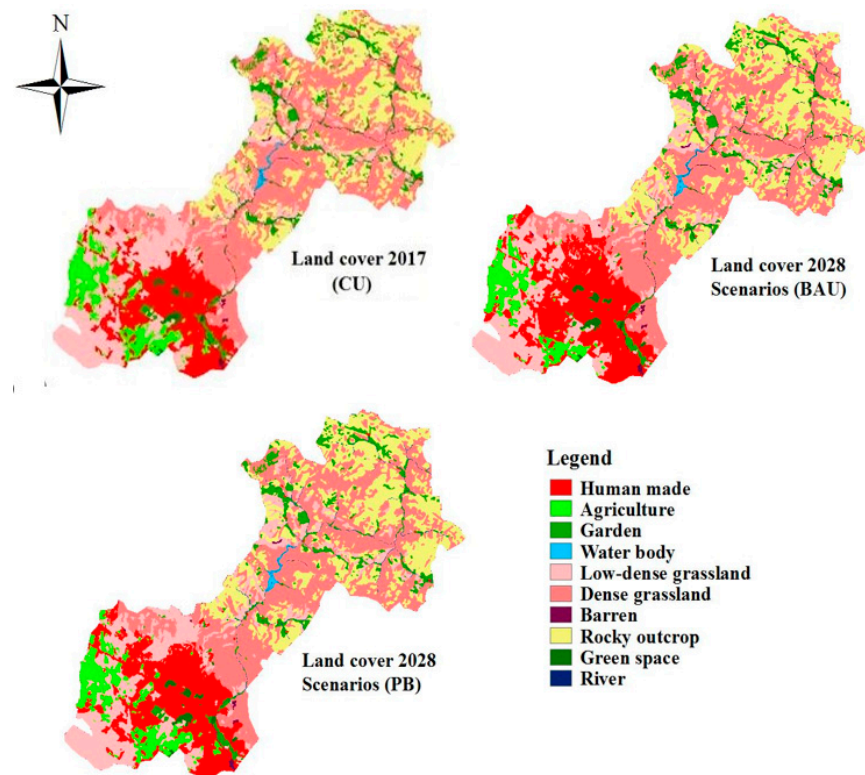 N
Land cover 2017
(CU)
Land cover 2028
Scenarios (BAU)
Land cover 2028
Scenarios (PB)
Legend
Human made
Agriculture
Garden
Water body
Low-dense grassland
Dense grassland
Barren
Rocky outcrop
Green space
River